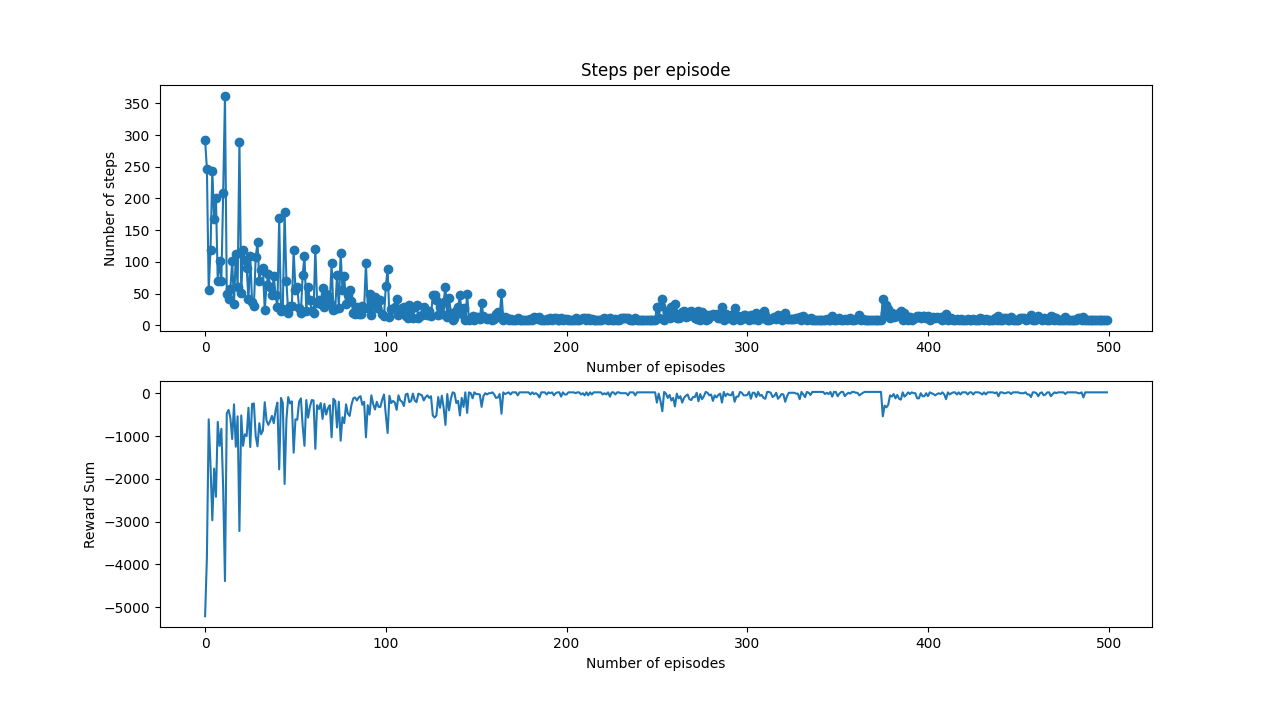 Steps per episode
Number of steps
350
300
250
200
150
100
50
0
0 100 200 300 400 500
Number of episodes
Reward Sum
0
−1000
−2000
−3000
−4000
−5000
0 100 200 300 400 500
Number of episodes